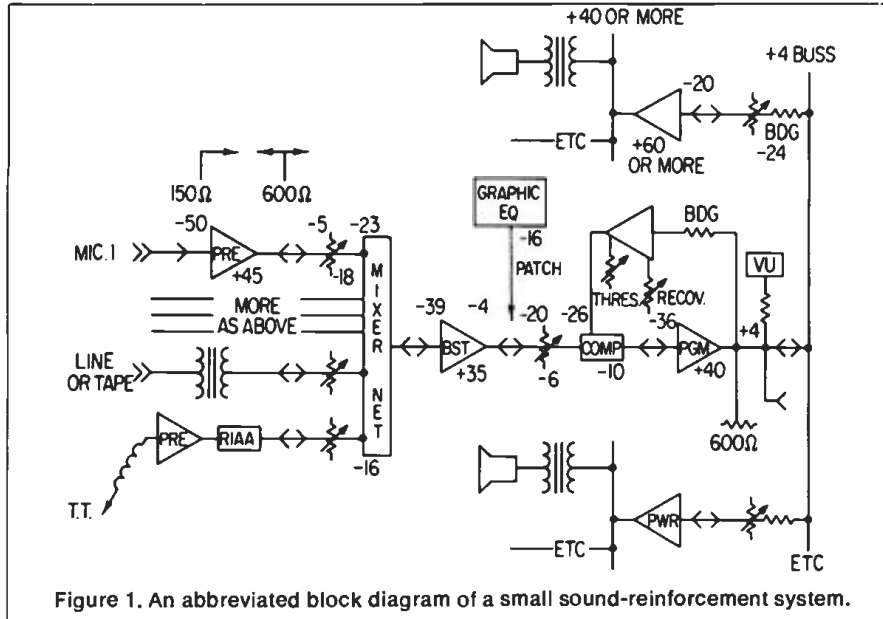 +40 OR MORE
+4 BUSS
-20
BDG
-24
ETC
+60
OR MORE
150Ω
600Ω
GRAPHIC
EQ
-16
PATCH
BDG
VU
-50
-5
-23
MIC.1
PRE
+45
-18
THRES.
RECOV.
MORE
AS ABOVE
MIXER
NET
-39
-4
-20
-26
-36
+4
BST
+35
-6
COMP
-10
PGM
+40
LINE
OR TAPE
600Ω
PRE
RIAA
-16
T.T.
PWR
ETC
ETC
Figure 1. An abbreviated block diagram of a small sound-reinforcement system.